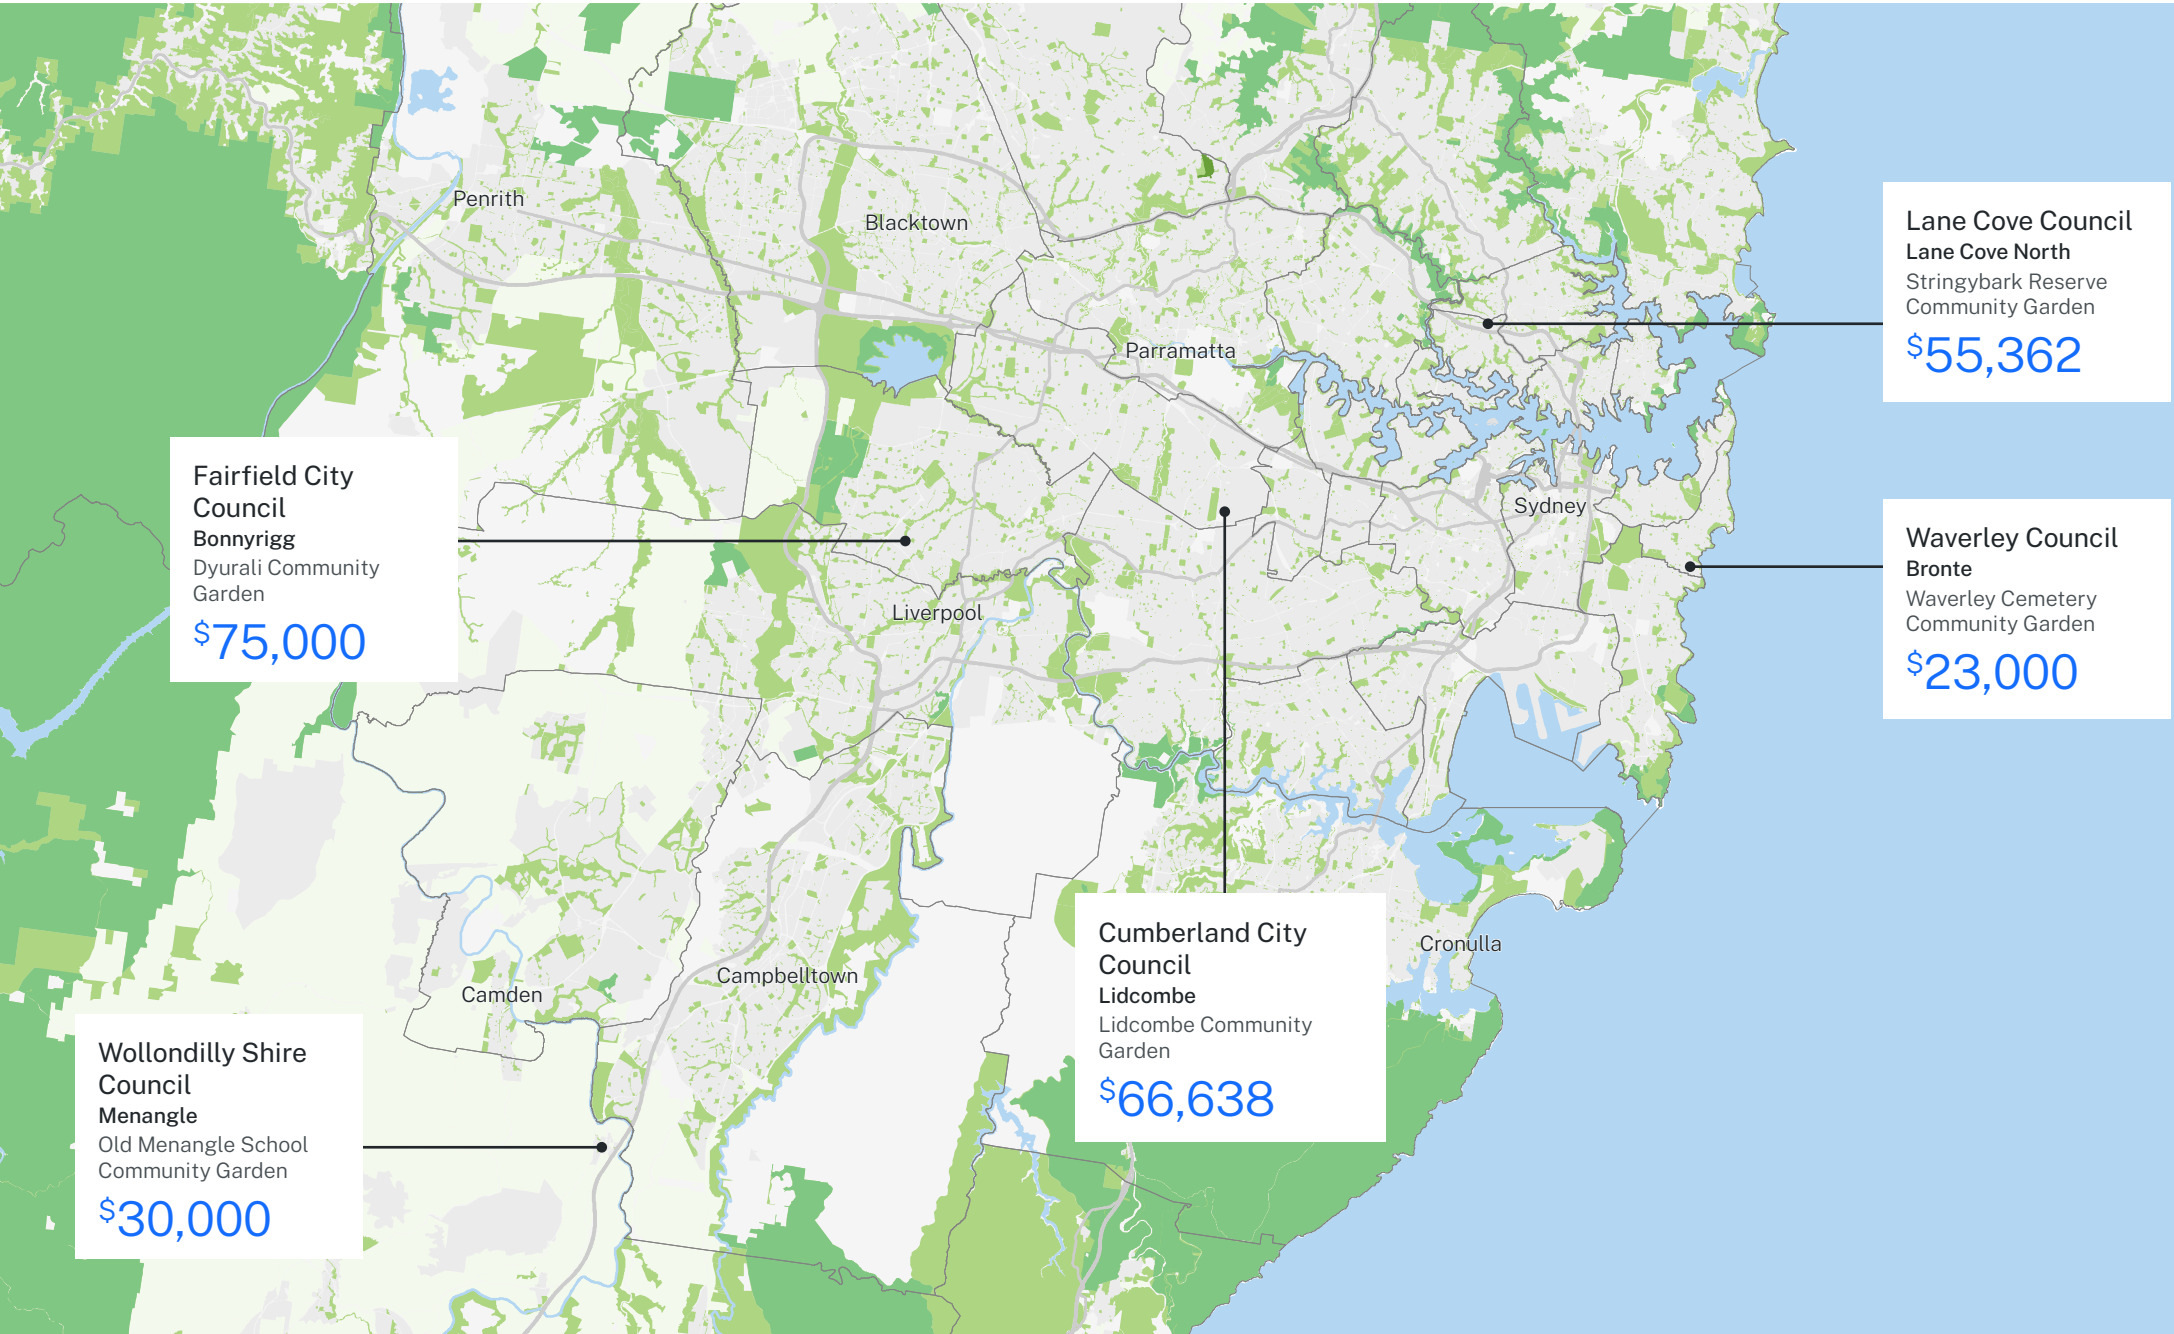 Penrith
Blacktown
Parramatta
Sydney
Liverpool
Campbelltown
Camden
Cronulla
Lane Cove Council
Lane Cove North
Stringybark Reserve
Community Garden
$55,362
Fairfield City
Council
Bonnyrigg
Dyurali Community
Garden
$75,000
Waverley Council
Bronte
Waverley Cemetery
Community Garden
$23,000
Cumberland City
Council
Lidcombe
Lidcombe Community
Garden
$66,638
Wollondilly Shire
Council
Menangle
Old Menangle School
Community Garden
$30,000